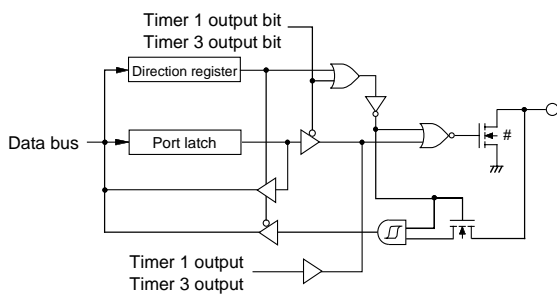 Timer 1 output bit
Timer 3 output bit
Direction register
#
Data bus
Port latch
Timer 1 output
Timer 3 output